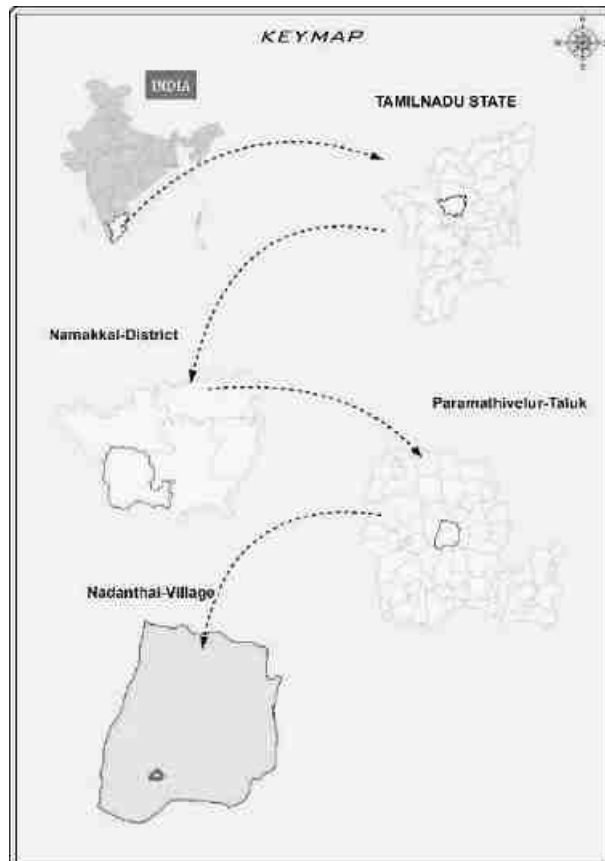 KEYMAP
INDIA
TAMILNADU STATE
Namakkal-District
Paramathivelur-Taluk
Nadanthai-Village